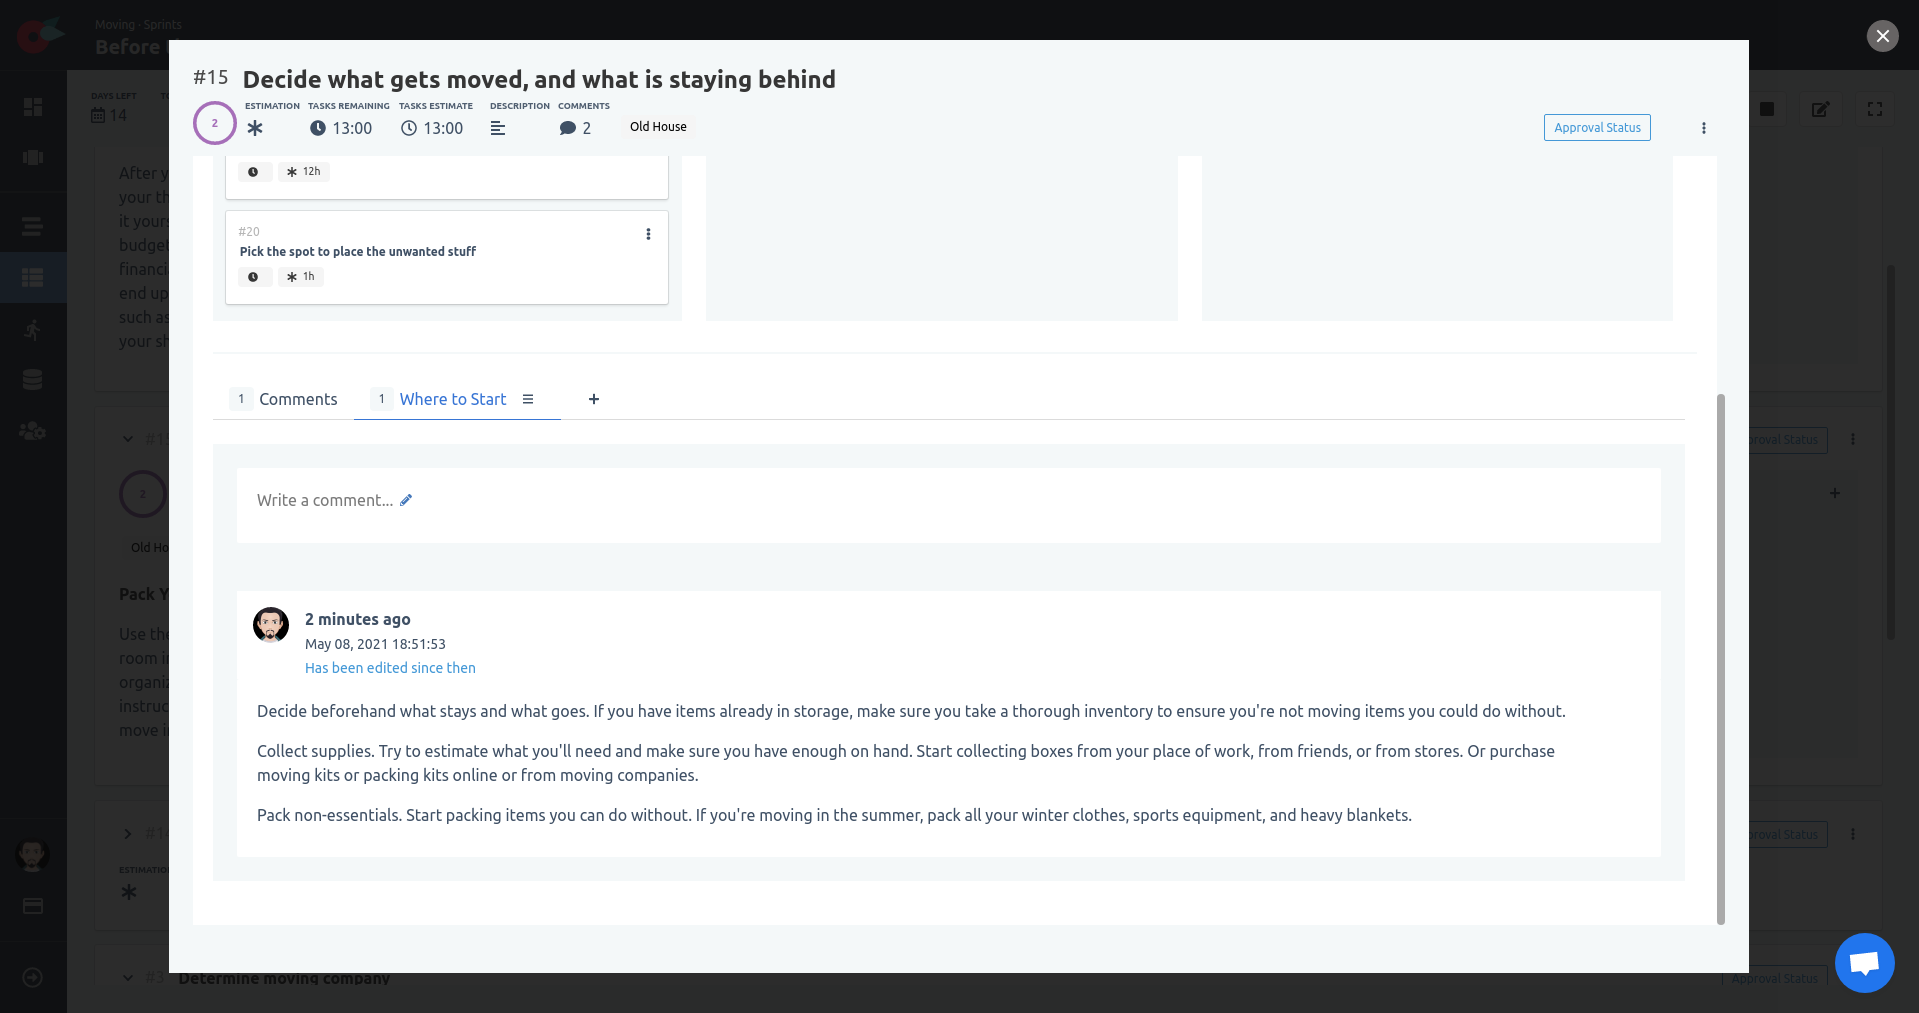 Moving - Sprints
Before
#15 Decide what gets moved, and what is staying behind
2
ESTIMATION TASKS REMAINING TASKS ESTIMATE DESCRIPTION COMMENTS
13:00 13:00 2 Old House
Approval Status
DAYS LEFT
14
After y
your th
it yours
budget
financi
end up
such as
your sh
12h
#20
Pick the spot to place the unwanted stuff
1h
1 Comments 1 Where to Start
Write a comment...
2 minutes ago
May 08, 2021 18:51:53
Has been edited since then
Decide beforehand what stays and what goes. If you have items already in storage, make sure you take a thorough inventory to ensure you're not moving items you could do without.
Collect supplies. Try to estimate what you'll need and make sure you have enough on hand. Start collecting boxes from your place of work, from friends, or from stores. Or purchase
moving kits or packing kits online or from moving companies.
Pack non-essentials. Start packing items you can do without. If you're moving in the summer, pack all your winter clothes, sports equipment, and heavy blankets.
#15
proval Status
2
Old Ho
Pack Y
Use the
room in
organiz
instruc
move i
#14
proval Status
ESTIMATION
#3 Determine moving company
Approval Status